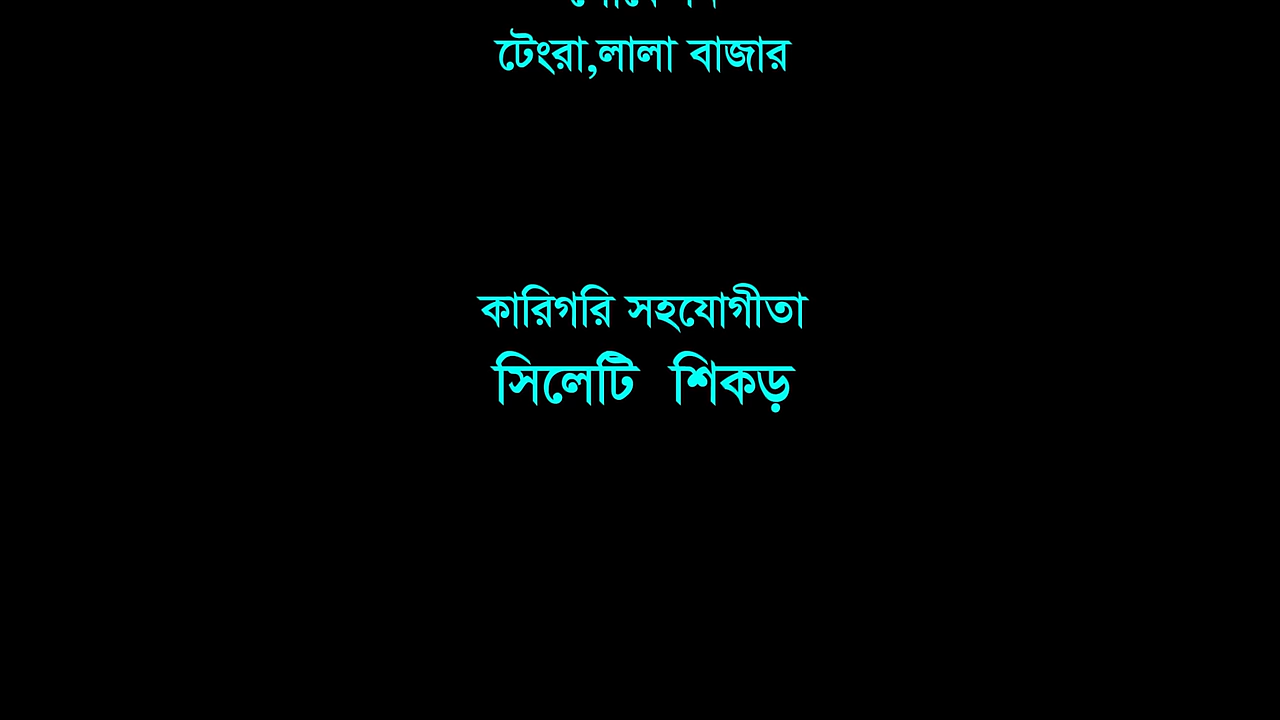 টেংরা,লালা বাজার
কারিগরি সহযোগীতা
সিলেটি শিকড়